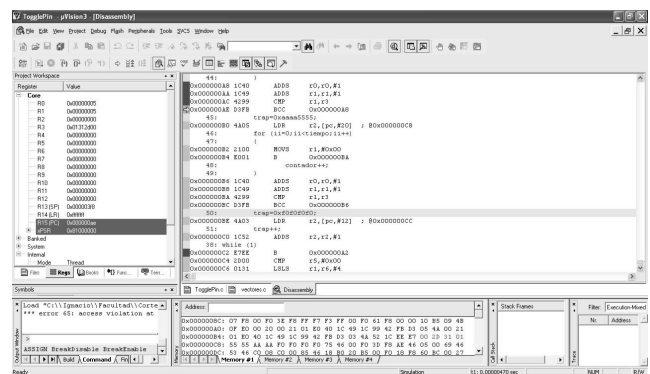 TogglePin - µVision3 - [Disassembly]
File Edit View Project Debug Flash Peripherals Tools SVCS Window Help
Project Workspace
Register Value
Core
R0 0x00000005
R1 0x00000005
R2 0x00000000
R3 0x01312d00
R4 0x00000000
R5 0x00000000
R6 0x00000000
R7 0x00000000
R8 0x00000000
R9 0x00000000
R10 0x00000000
R11 0x00000000
R12 0x00000000
R13 (SP) 0x000003f8
R14 (LR) 0xffffffff
R15 (PC) 0x000000ae
xPSR 0x81000000
Banked
System
Internal
Mode Thread
Files Regs Books Func... Tem...
44: }
0x000000A8 1C40 ADDS r0,r0,#1
0x000000AA 1C49 ADDS r1,r1,#1
0x000000AC 4299 CMP r1,r3
0x000000AE D3FB BCC 0x000000A8
45: trap=0xaaaa5555;
0x000000B0 4A05 LDR r2,[pc,#20] ; @0x000000C8
46: for (ii=0;ii<tiempo;ii++)
47: {
0x000000B2 2100 MOVS r1,#0x00
0x000000B4 E001 B 0x000000BA
48: contador++;
49: }
0x000000B6 1C40 ADDS r0,r0,#1
0x000000B8 1C49 ADDS r1,r1,#1
0x000000BA 4299 CMP r1,r3
0x000000BC D3FB BCC 0x000000B6
50: trap=0xf0f0f0f0;
0x000000BE 4A03 LDR r2,[pc,#12] ; @0x000000CC
51: trap++;
0x000000C0 1C52 ADDS r2,r2,#1
38: while (1)
0x000000C2 E7EE B 0x000000A2
0x000000C4 2D00 MOVS r5,#0x00
0x000000C6 0131 LSLS r1,r6,#4
TogglePin.c vectores.c Disassembly
Symbols
Load "C:\\Ignacio\\Facultad\\Corte
*** error 65: access violation at
>
ASSIGN BreakDisable BreakEnable
Build Command Fin
Output Window
Address:
0x0000008C: 07 F8 00 F0 3E F8 FF F7 F3 FF 00 F0 61 F8 00 00 10 B5 09 4B
0x000000A0: 0F E0 20 00 21 01 E0 40 1C 49 1C 99 42 FB D3 05 4A 00 21
0x000000B4: 01 E0 40 1C 49 1C 99 42 FB D3 03 4A 52 1C EE E7 00 2D 31 01
0x000000C8: 55 55 AA AA F0 F0 F0 F0 75 46 00 F0 3D F8 AE 46 05 00 69 46
Memory #1 Memory #2 Memory #3 Memory #4
Memory
Stack Frames
Stack
Filter: Execution-Mixed
Nr. Address
Trace
Ready
Simulation
t1: 0.00000470 sec
NUM
R/W